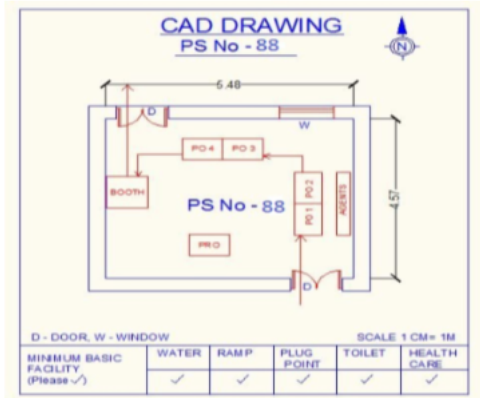 CAD DRAWING
PS No - 88
N
5.48
D
W
PO 4 PO 3
BOOTH
PO 2
PO 1
AGENTS
4.57
PS No - 88
PRO
D
D - DOOR, W - WINDOW
SCALE 1 CM= 1M
MINIMUM BASIC
FACILITY
(Please ✓)
WATER RAMP PLUG
POINT TOILET HEALTH
CARE
✓ ✓ ✓ ✓ ✓